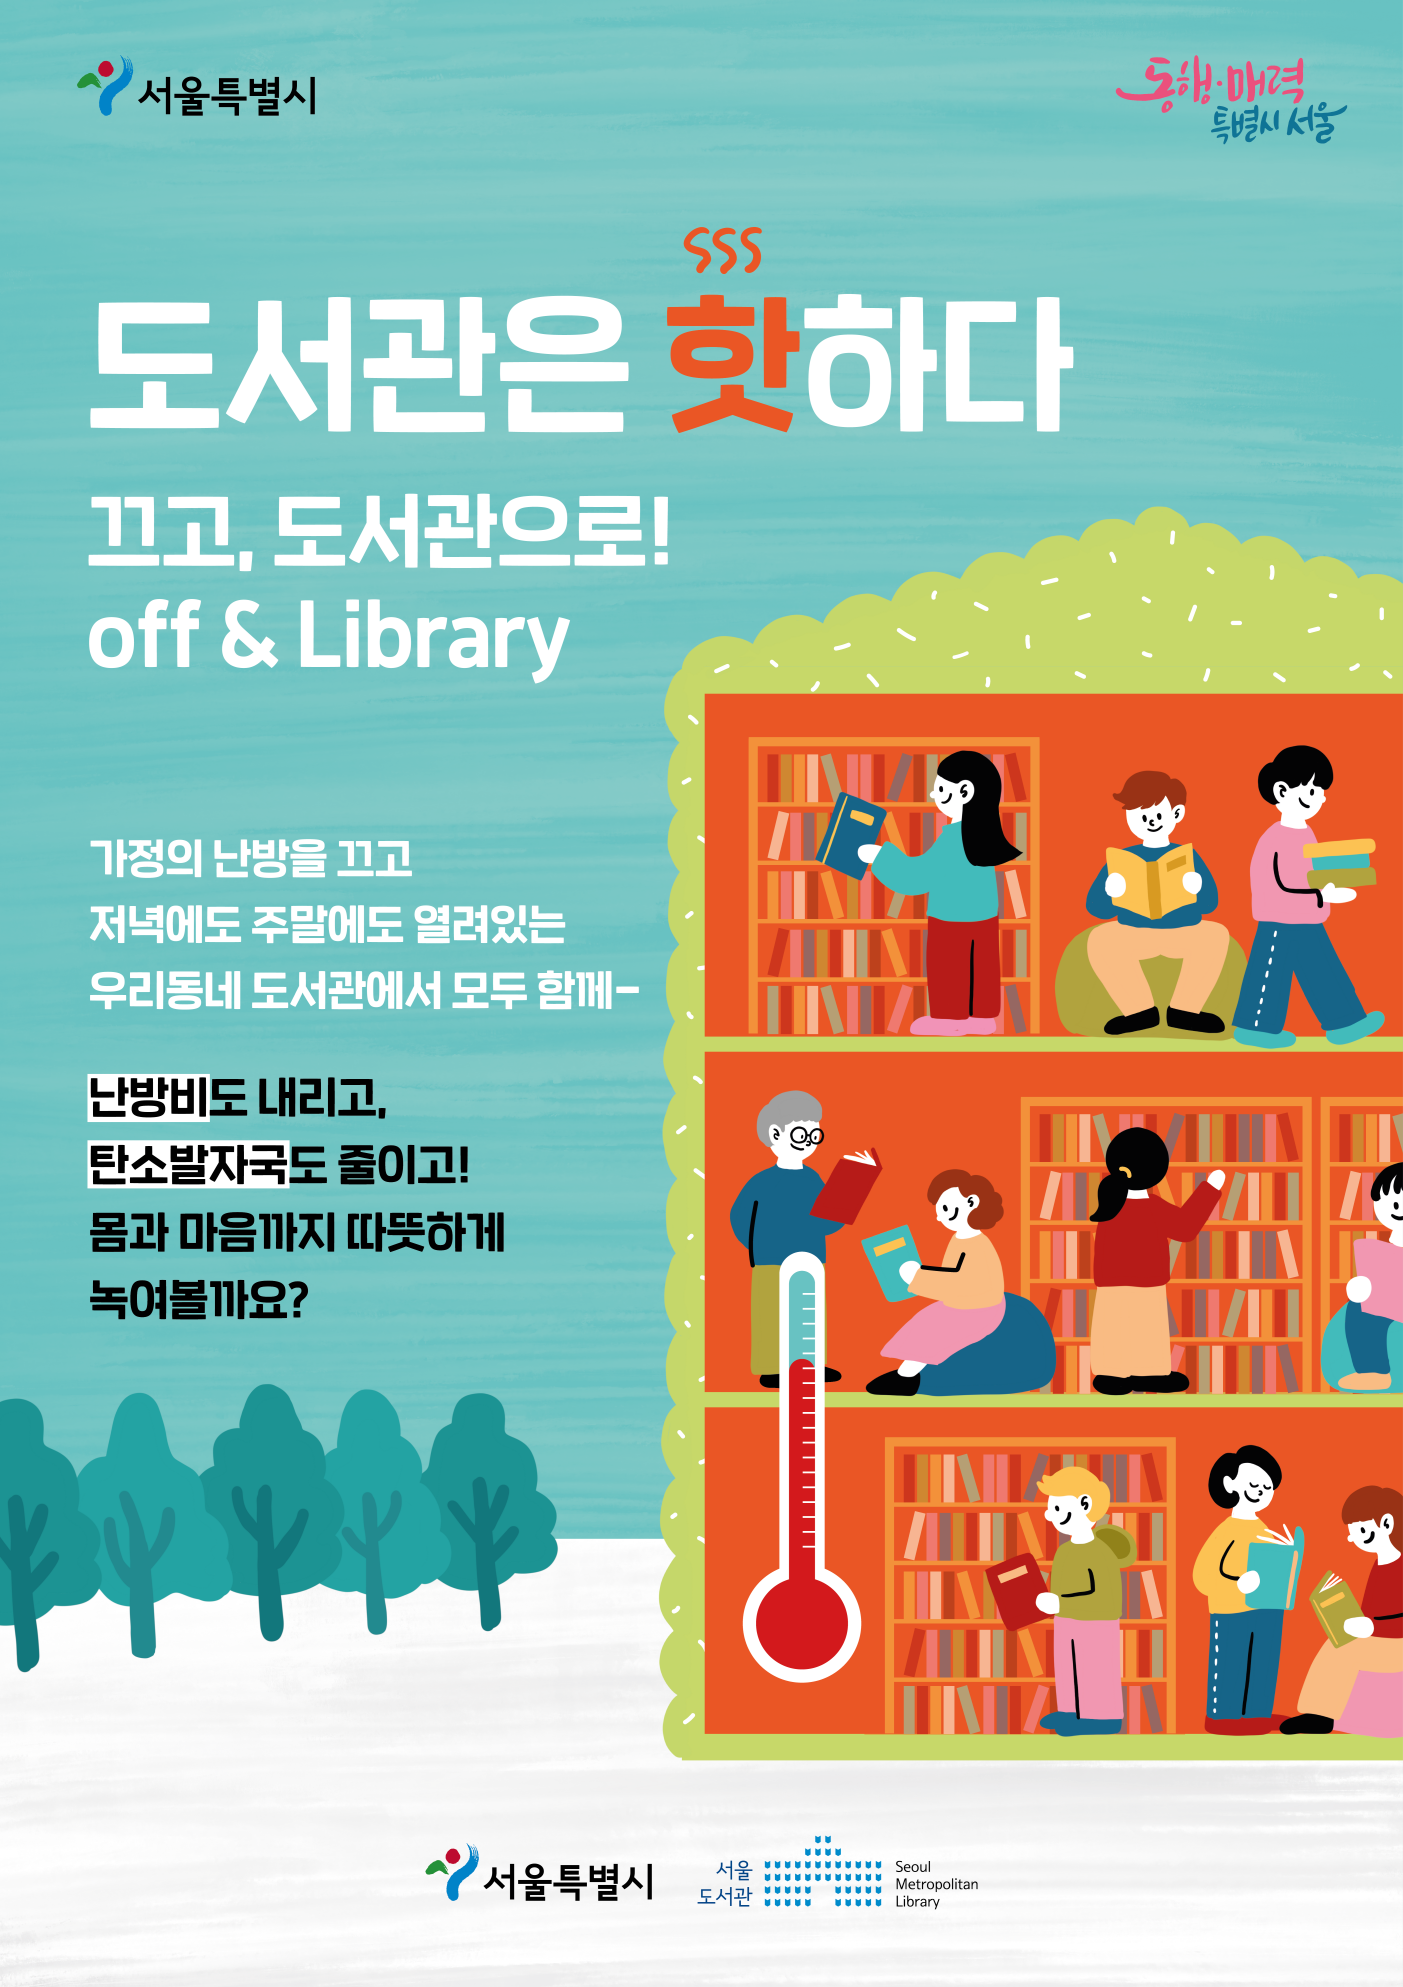 서울특별시
동행·매력
특별시 서울
도서관은 핫하다
끄고, 도서관으로!
off & Library
가정의 난방을 끄고
저녁에도 주말에도 열려있는
우리동네 도서관에서 모두 함께-
난방비도 내리고,
탄소발자국도 줄이고!
몸과 마음까지 따뜻하게
녹여볼까요?
서울특별시
서울
도서관
Seoul
Metropolitan
Library